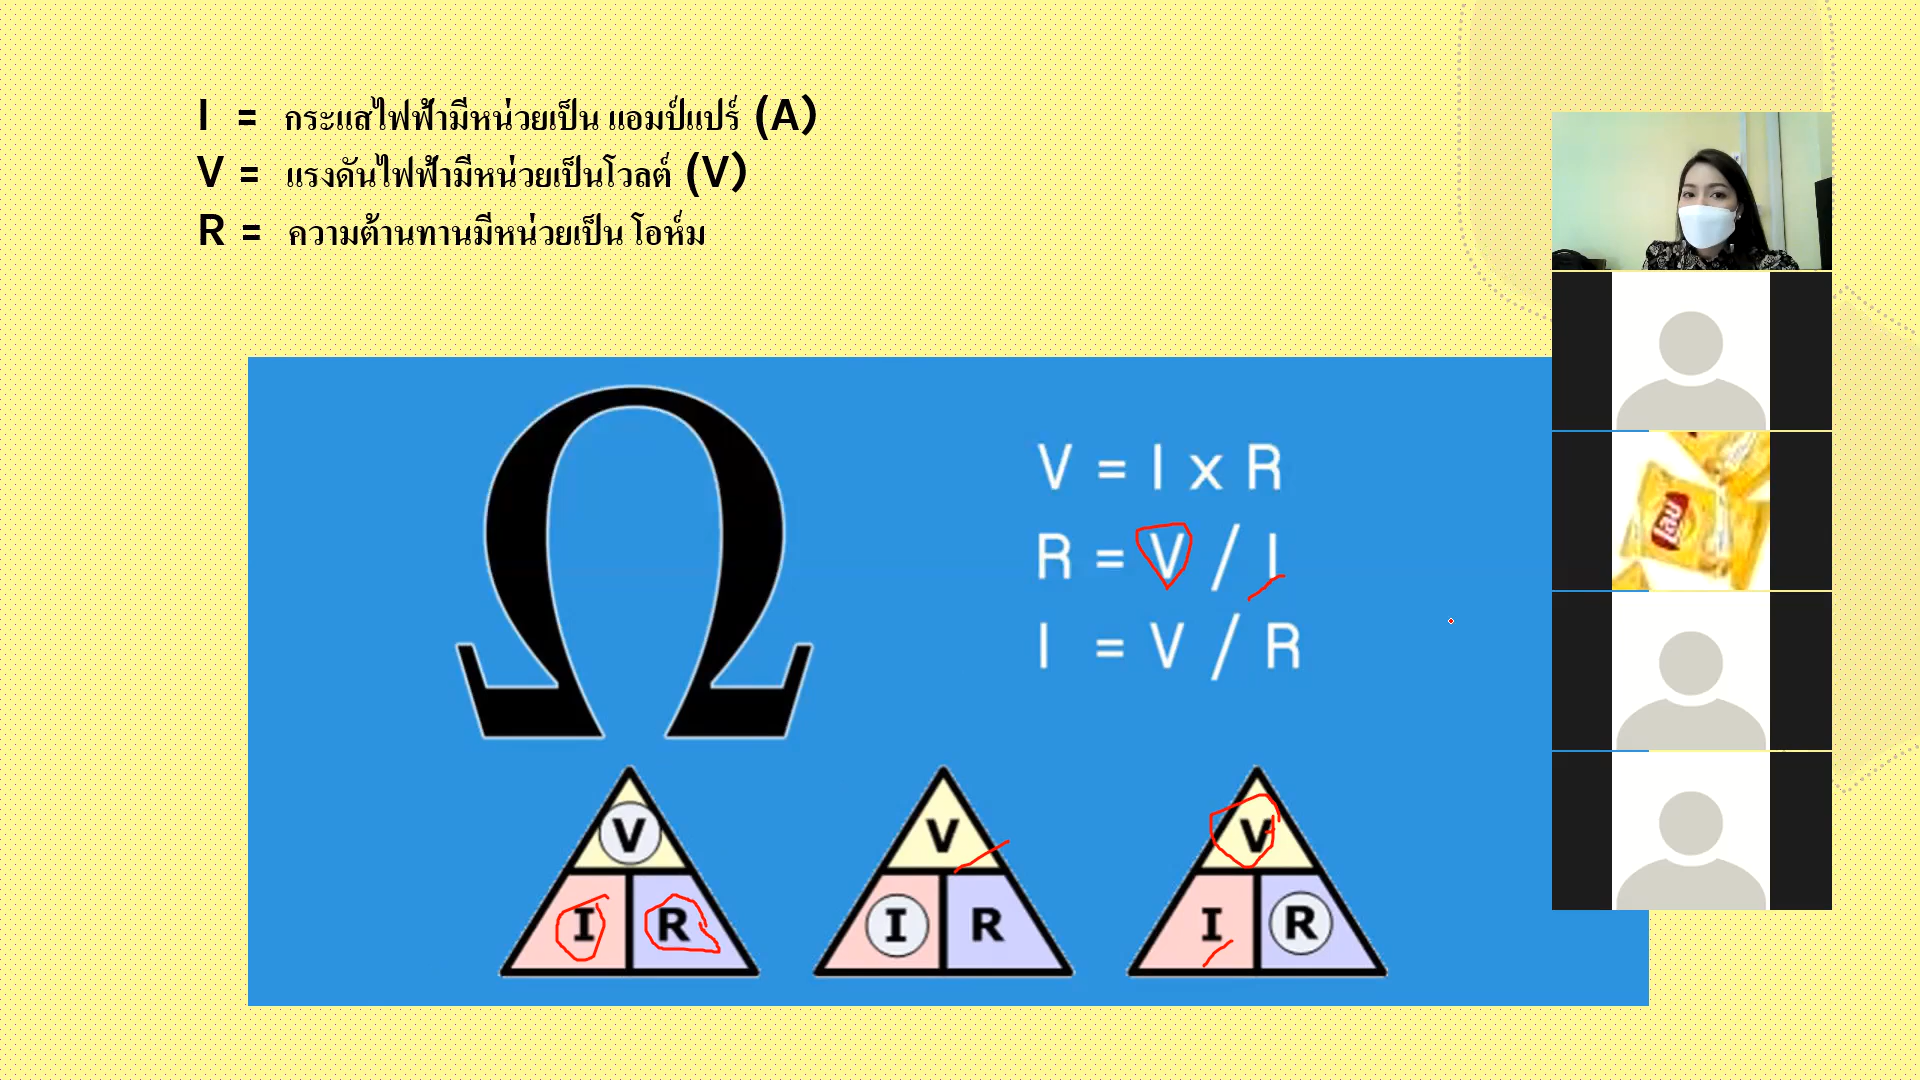 I = กระแสไฟฟ้ามีหน่วยเป็น แอมป์แปร์ (A)
V = แรงดันไฟฟ้ามีหน่วยเป็นโวลต์ (V)
R = ความต้านทานมีหน่วยเป็น โอห์ม
Ω
V = I x R
R = V / I
I = V / R
V
I R
V
I R
V
I R